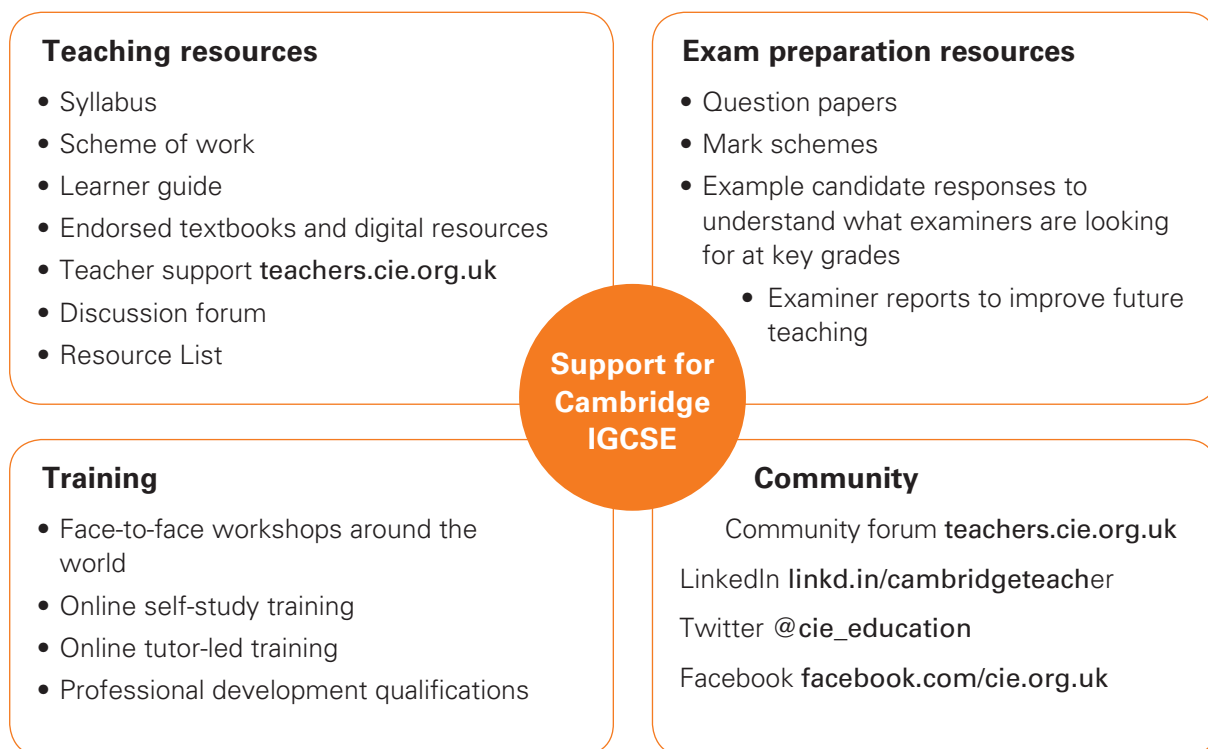 Teaching resources
• Syllabus
• Scheme of work
• Learner guide
• Endorsed textbooks and digital resources
• Teacher support teachers.cie.org.uk
• Discussion forum
• Resource List
Exam preparation resources
• Question papers
• Mark schemes
• Example candidate responses to
understand what examiners are looking
for at key grades
• Examiner reports to improve future
teaching
Support for
Cambridge
IGCSE
Training
• Face-to-face workshops around the
world
• Online self-study training
• Online tutor-led training
• Professional development qualifications
Community
Community forum teachers.cie.org.uk
LinkedIn linkd.in/cambridgeteacher
Twitter @cie_education
Facebook facebook.com/cie.org.uk